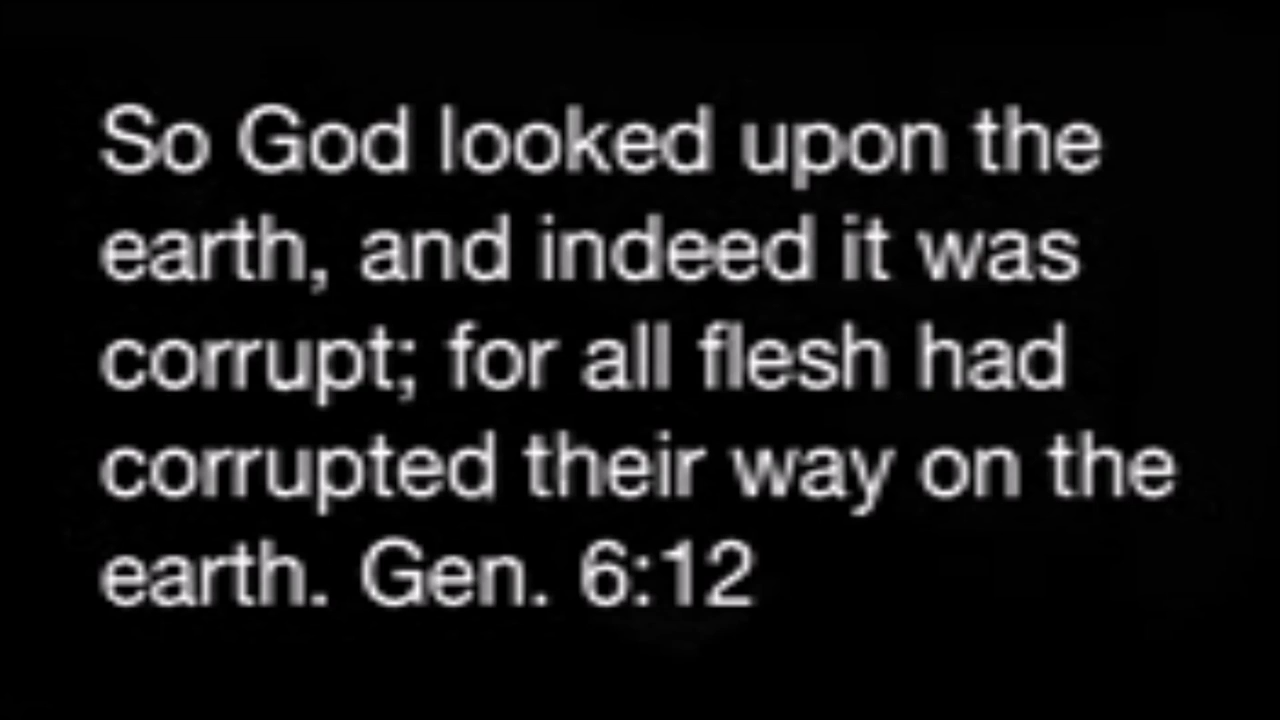 So God looked upon the
earth, and indeed it was
corrupt; for all flesh had
corrupted their way on the
earth. Gen. 6:12